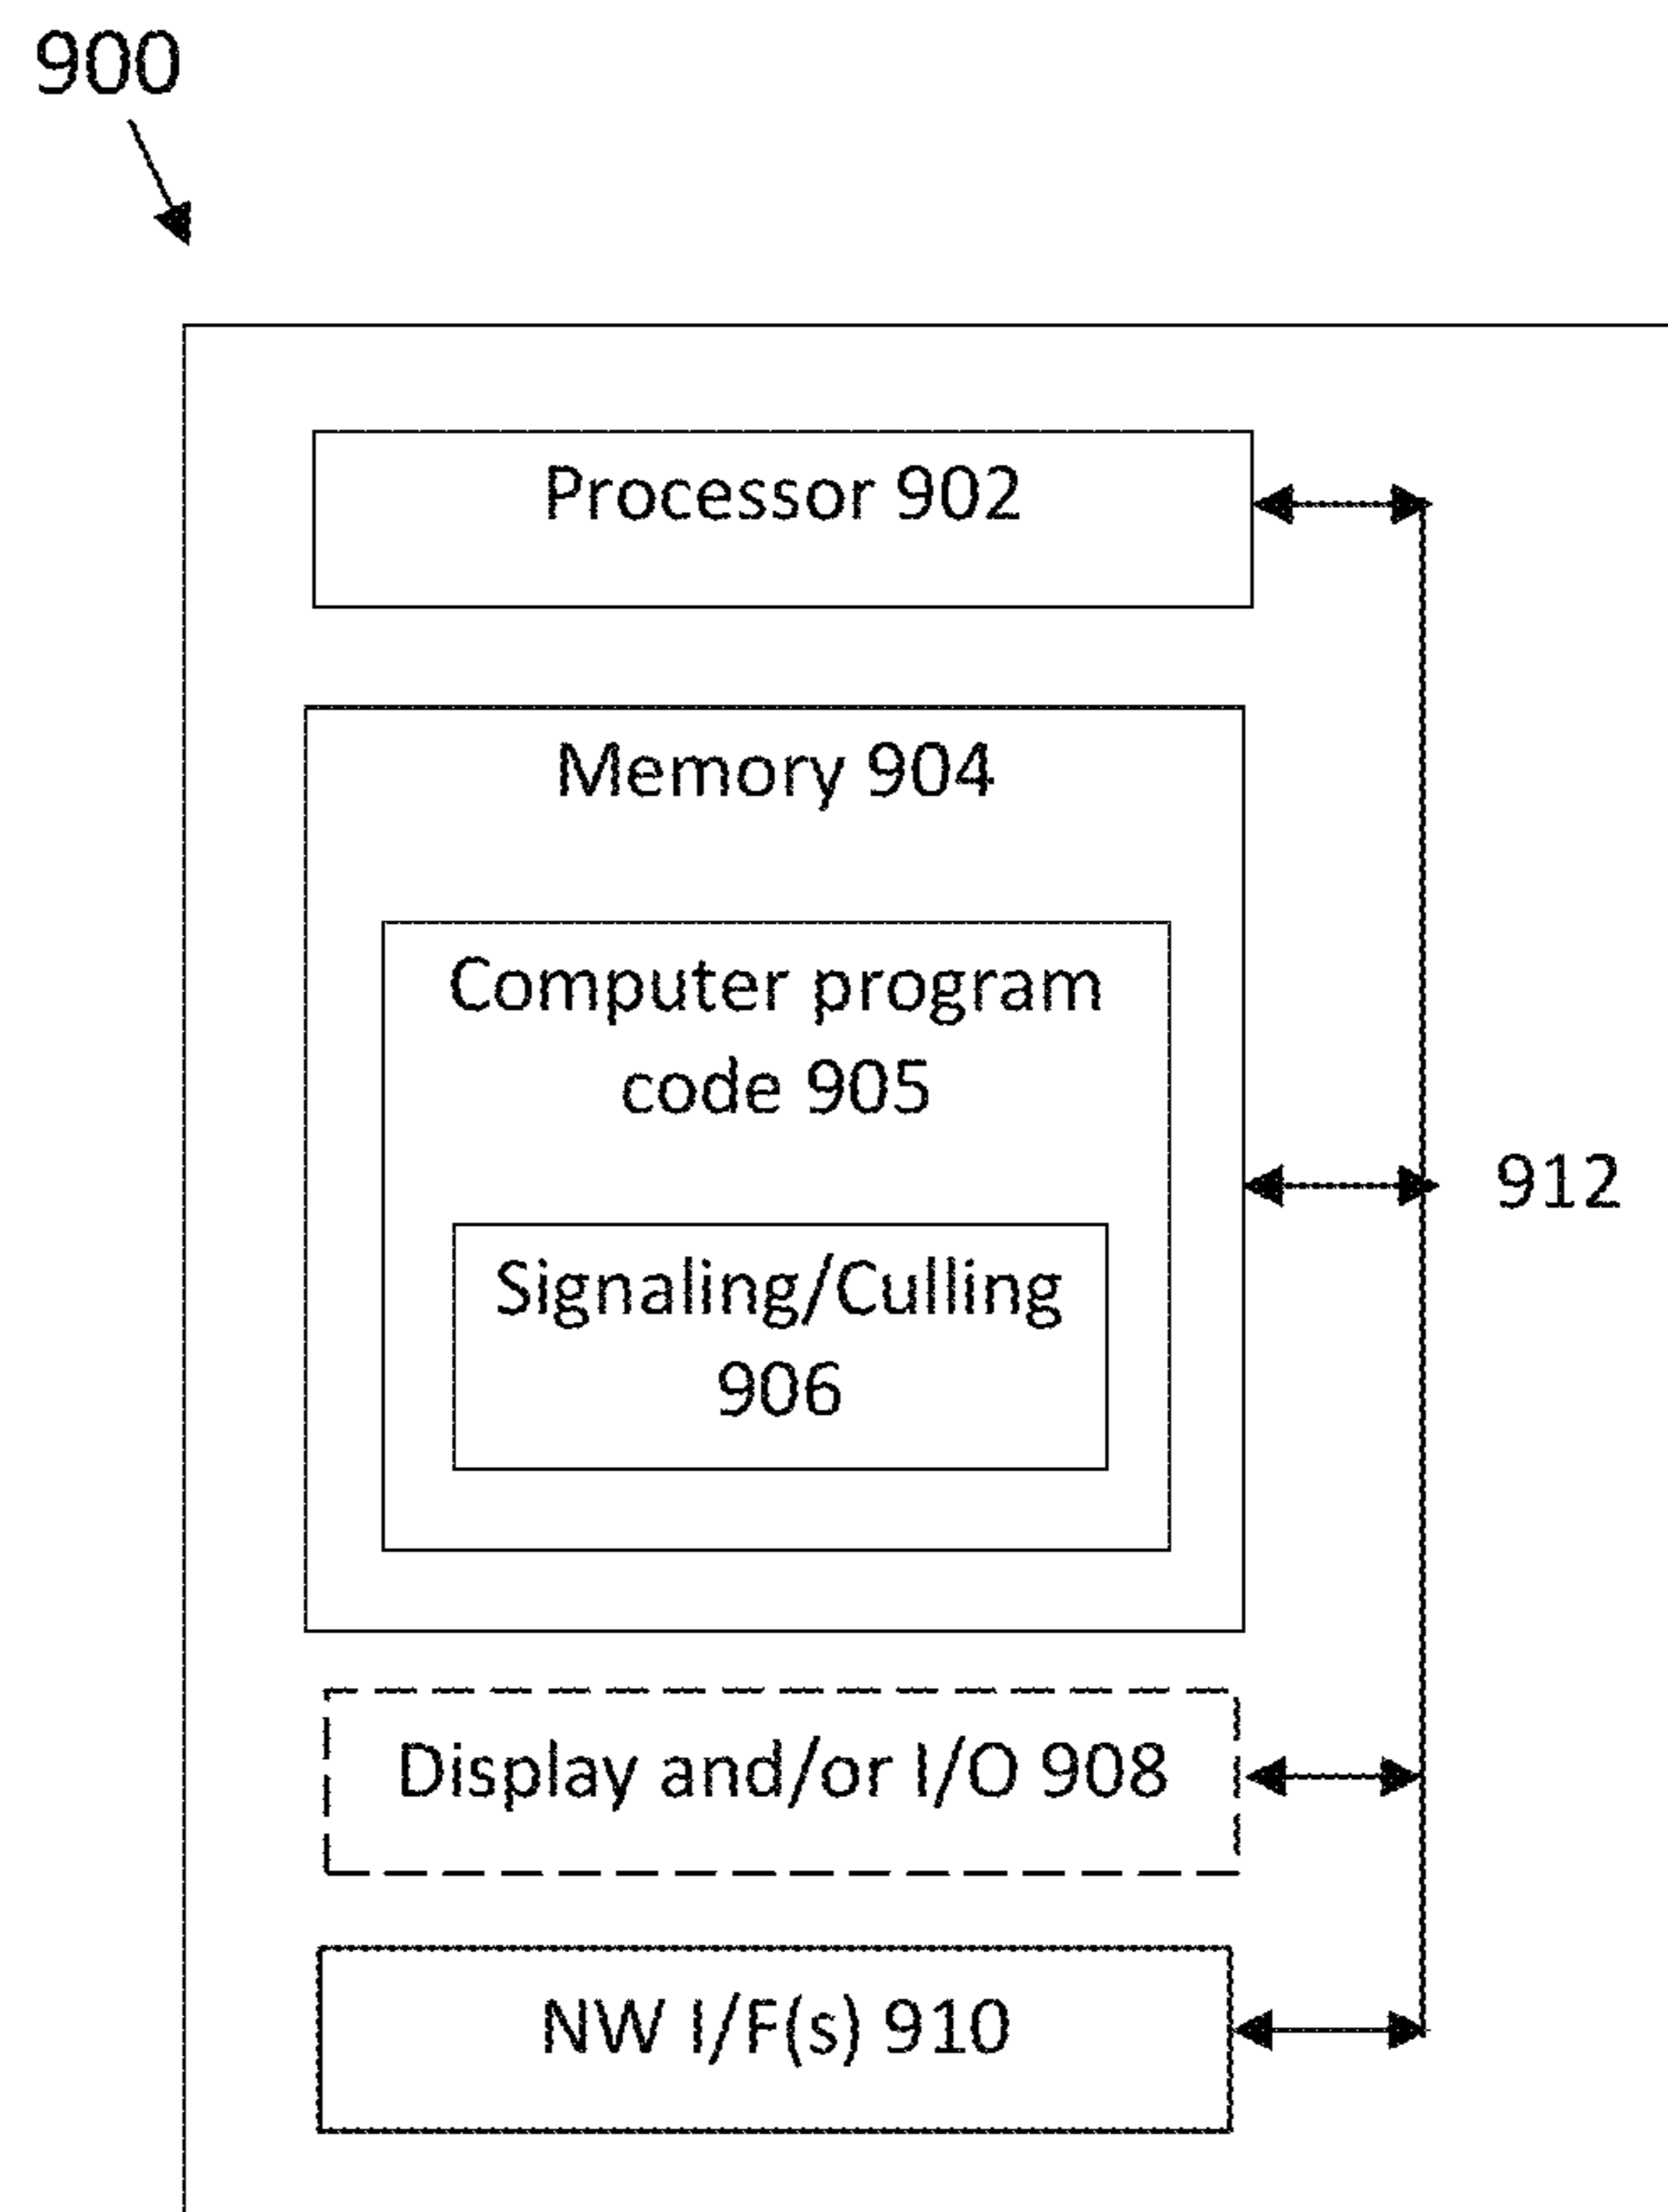 900
Processor 902
Memory 904
Computer program
code 905
912
Signaling/Culling
906
Display and/or I/O 908
NW I/F(s) 910